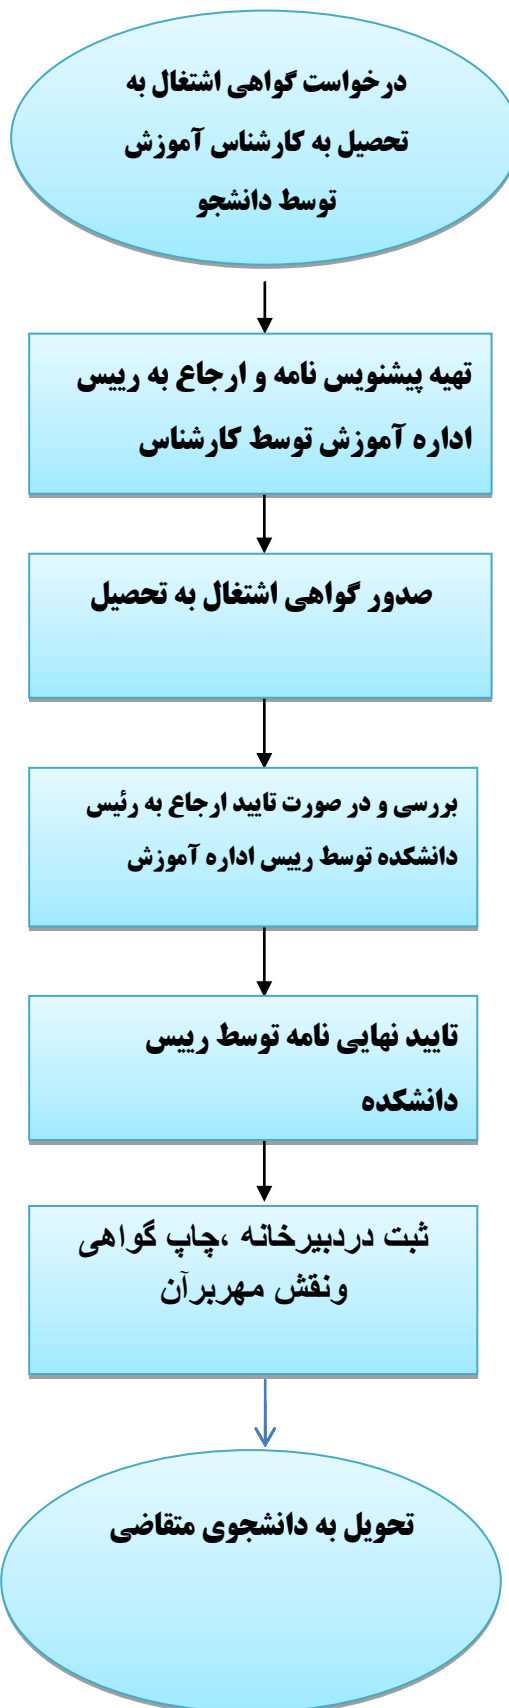 درخواست گواهی اشتغال به
تحصیل به کارشناس آموزش
توسط دانشجو
تهیه پیشنویس نامه و ارجاع به رییس
اداره آموزش توسط کارشناس
صدور گواهی اشتغال به تحصیل
بررسی و در صورت تایید ارجاع به رئیس
دانشکده توسط رییس اداره آموزش
تایید نهایی نامه توسط رییس
دانشکده
ثبت دردبیرخانه ،چاپ گواهی
ونقش مهربرآن
تحویل به دانشجوی متقاضی